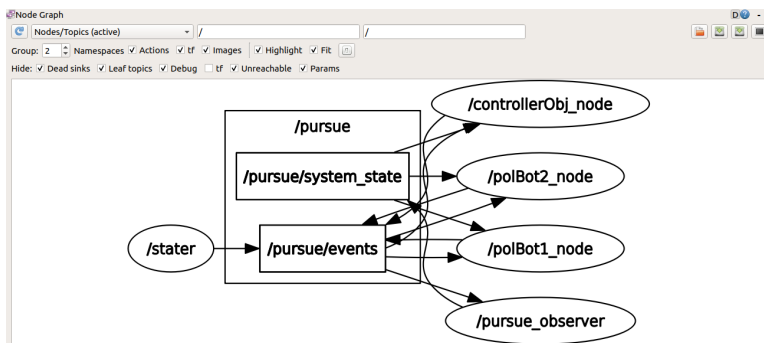 Node Graph
D
-
Nodes/Topics (active)
/
/
Group: 2 Namespaces Actions tf Images Highlight Fit
Hide: Dead sinks Leaf topics Debug tf Unreachable Params
/controllerObj_node
/pursue
/pursue/system_state
/polBot2_node
/stater
/pursue/events
/polBot1_node
/pursue_observer